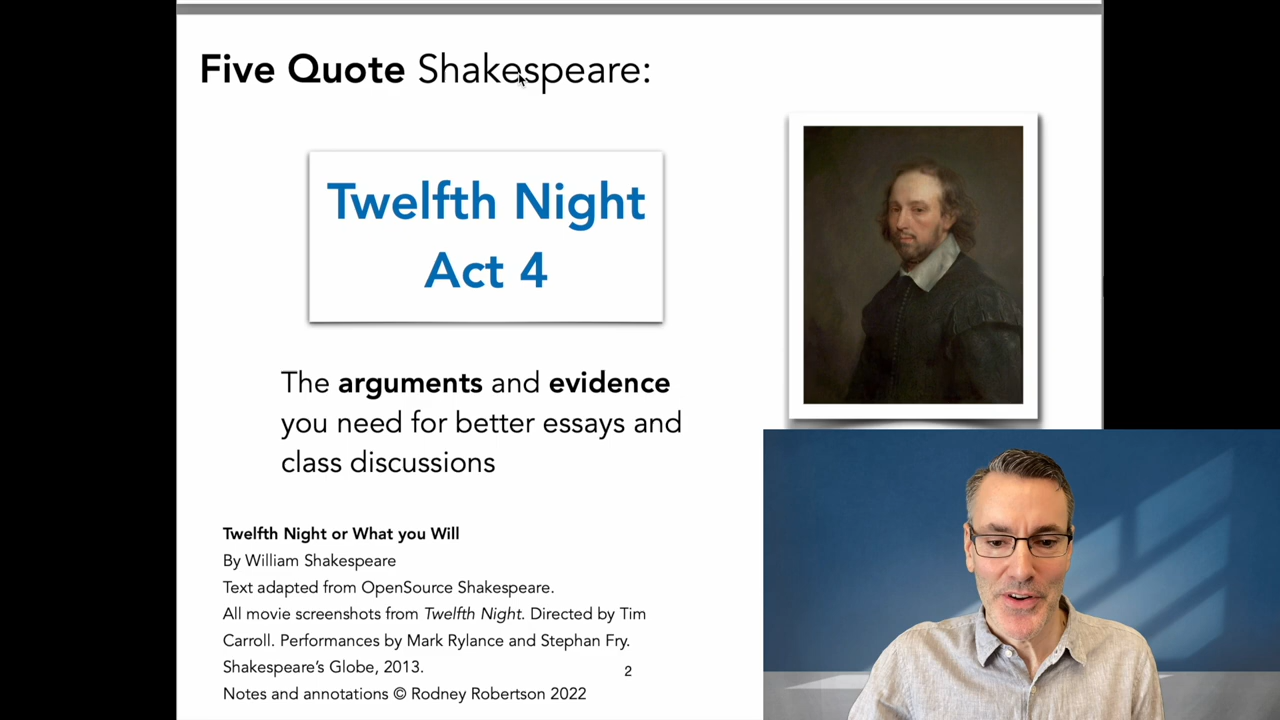 Five Quote Shakespeare:
Twelfth Night
Act 4
The arguments and evidence
you need for better essays and
class discussions
Twelfth Night or What you Will
By William Shakespeare
Text adapted from OpenSource Shakespeare.
All movie screenshots from Twelfth Night. Directed by Tim
Carroll. Performances by Mark Rylance and Stephan Fry.
Shakespeare's Globe, 2013.
2
Notes and annotations © Rodney Robertson 2022